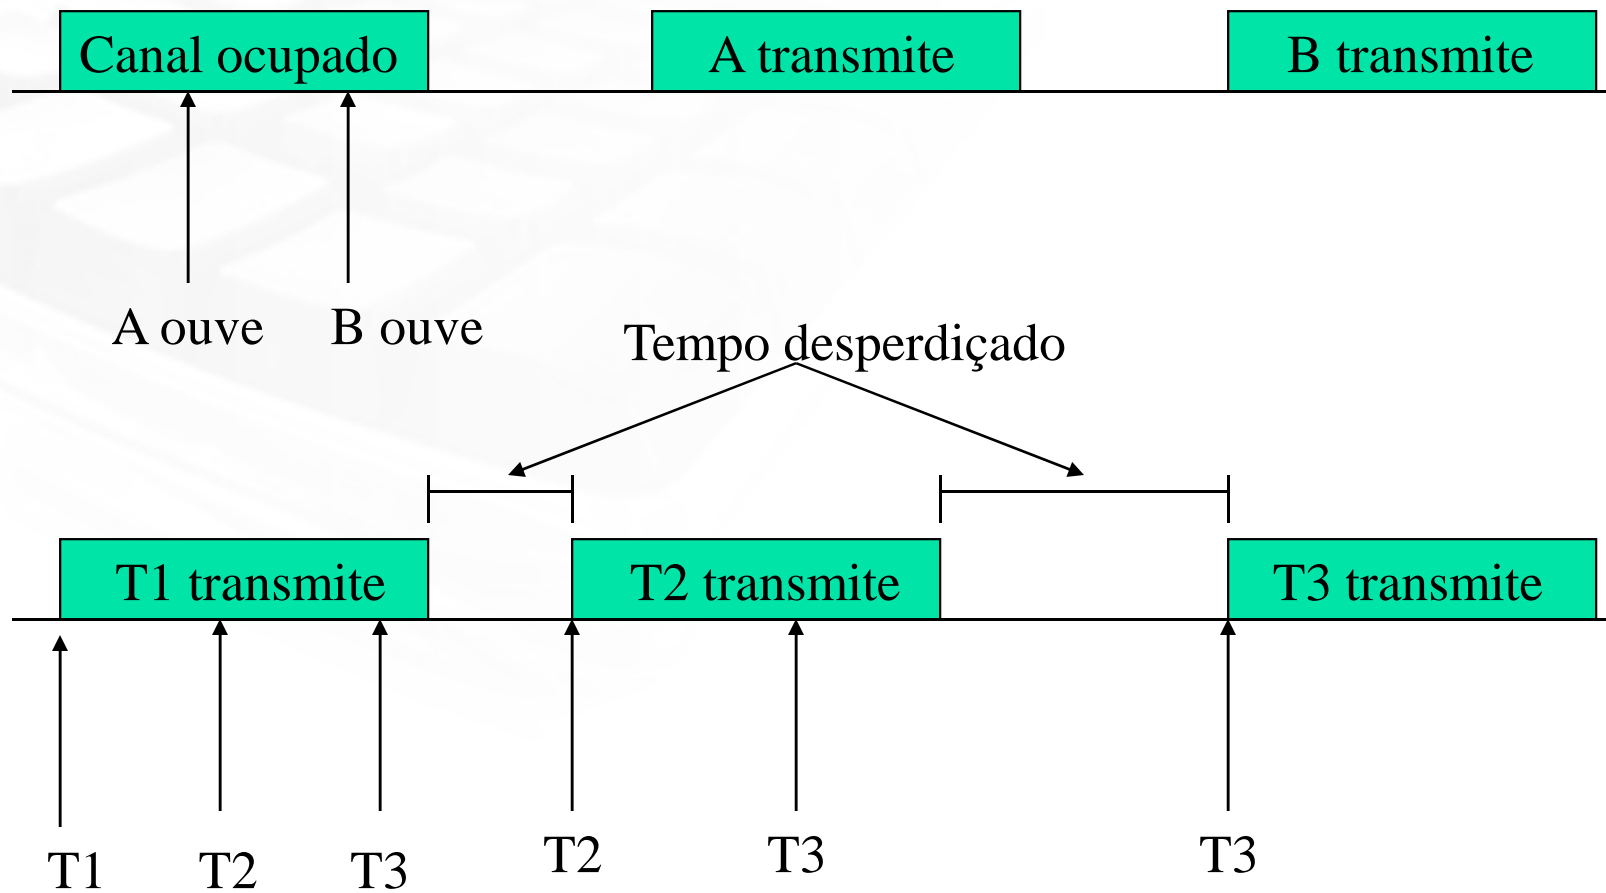 Canal ocupado
A transmite
B transmite
A ouve
B ouve
Tempo desperdiçado
T1 transmite
T2 transmite
T3 transmite
T1
T2
T3
T2
T3
T3